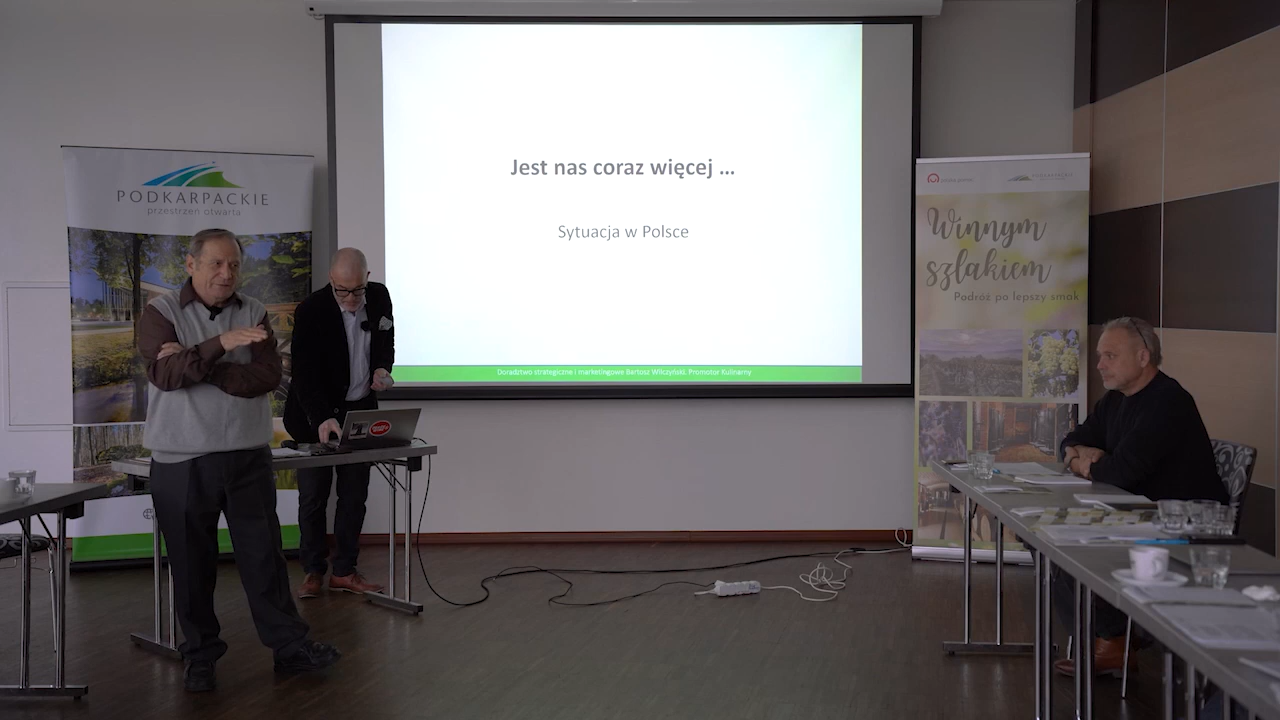 Jest nas coraz więcej ...
Sytuacja w Polsce
Doradztwo strategiczne i marketingowe Bartosz Wilczyński. Promotor Kulinarny
PODKARPACKIE
przestrzeń otwarta
PODKARPACKIE
Winnym
szlakiem
Podróż po lepszy smak